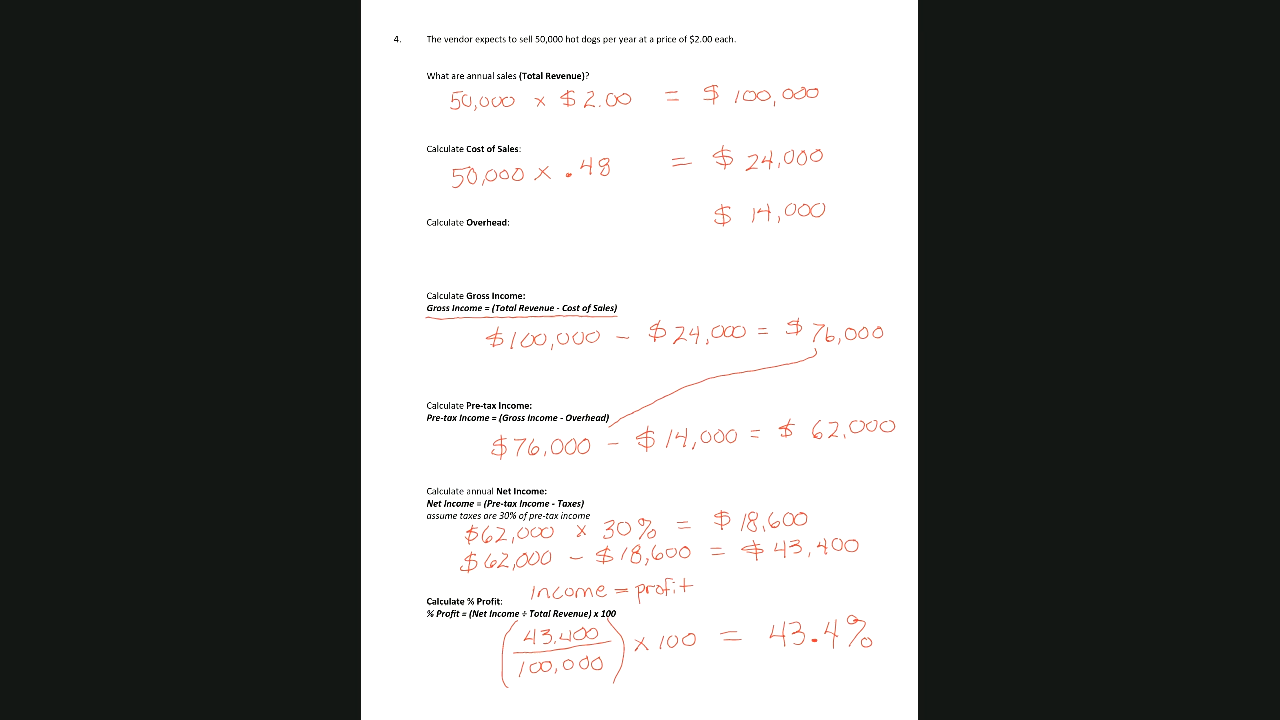 4. The vendor expects to sell 50,000 hot dogs per year at a price of $2.00 each.
What are annual sales (Total Revenue)?
50,000 x $2.00 = $ 100,000
Calculate Cost of Sales:
50,000 x .48 = $ 24,000
$ 14,000
Calculate Overhead:
Calculate Gross Income:
Gross Income = (Total Revenue - Cost of Sales)
$100,000 - $24,000 = $76,000
Calculate Pre-tax Income:
Pre-tax Income = (Gross Income - Overhead)
$76,000 - $14,000 = $ 62,000
Calculate annual Net Income:
Net Income = (Pre-tax Income - Taxes)
assume taxes are 30% of pre-tax income
$62,000 x 30% = $18,600
$62,000 - $18,600 = $43,400
income = profit
Calculate % Profit:
% Profit = (Net Income ÷ Total Revenue) x 100
(43,400 / 100,000) x 100 = 43.4%